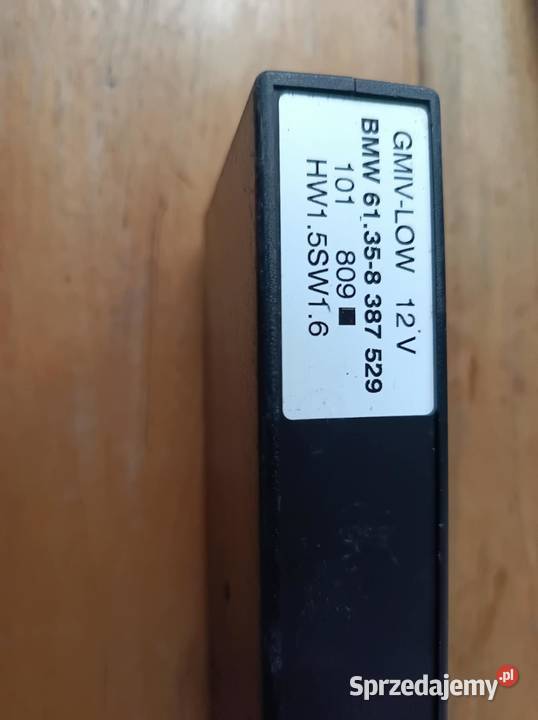 GMIV-LOW 12 V
BMW 61.35-8 387 529
101 809■
HW1.5SW1.6
Sprzedajemy.pl